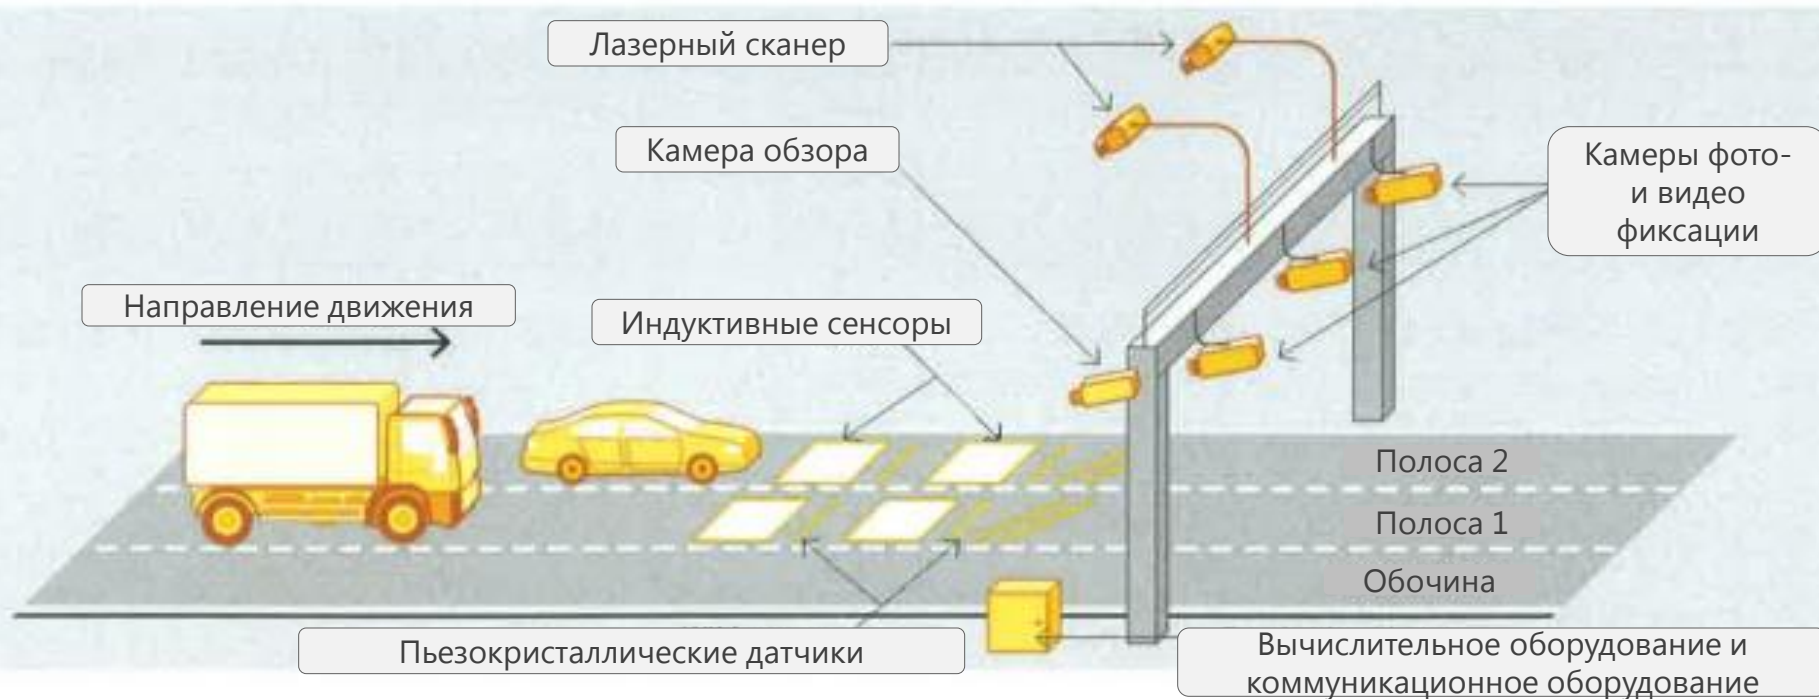 Лазерный сканер
Камера обзора
Камеры фото-
и видео
фиксации
Направление движения
Индуктивные сенсоры
Полоса 2
Полоса 1
Обочина
Пьезокристаллические датчики
Вычислительное оборудование и
коммуникационное оборудование